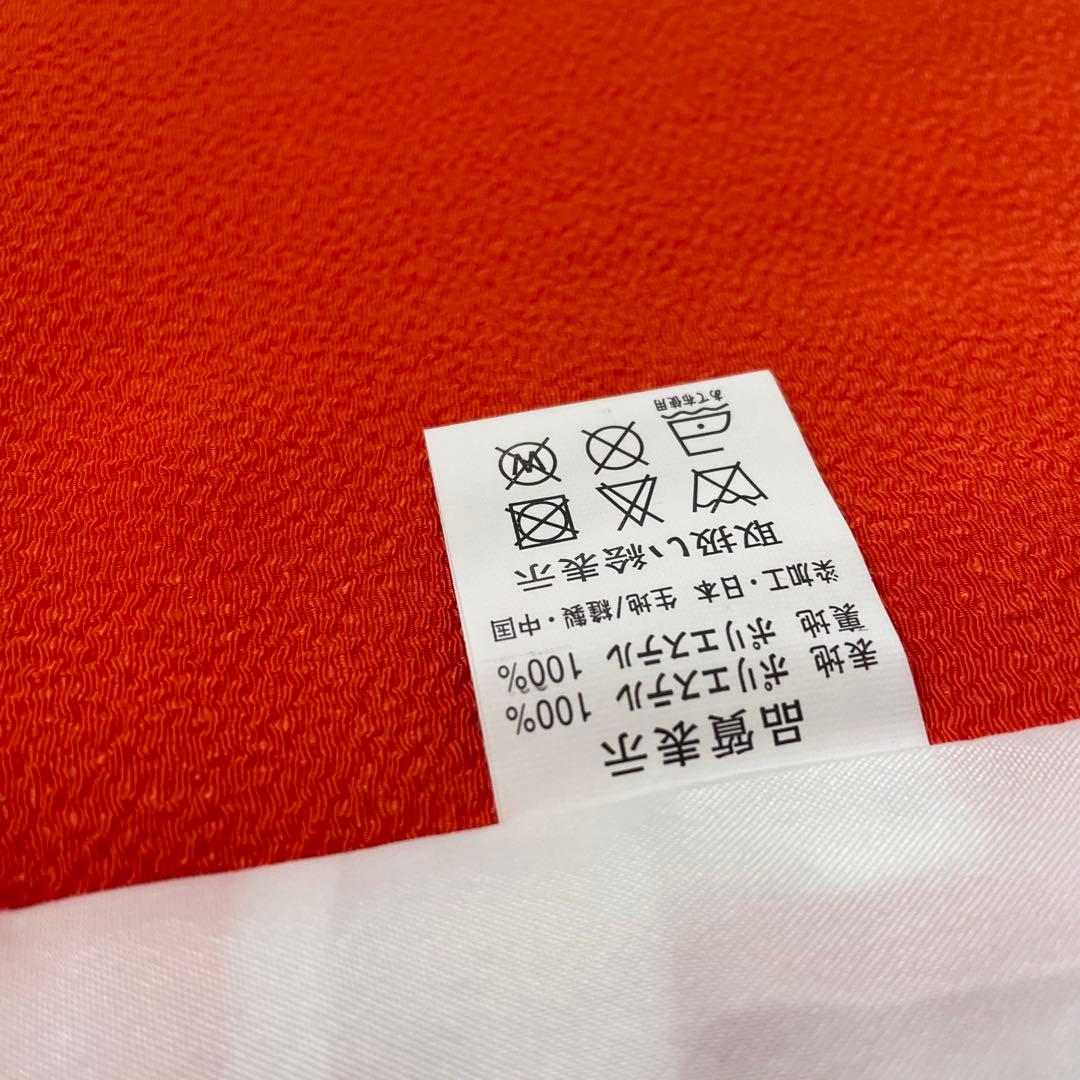 品質表示
表地 ポリエステル 100%
裏地 ポリエステル 100%
染加工・日本 生地/縫製・中国
取扱い絵表示
W
あて布使用